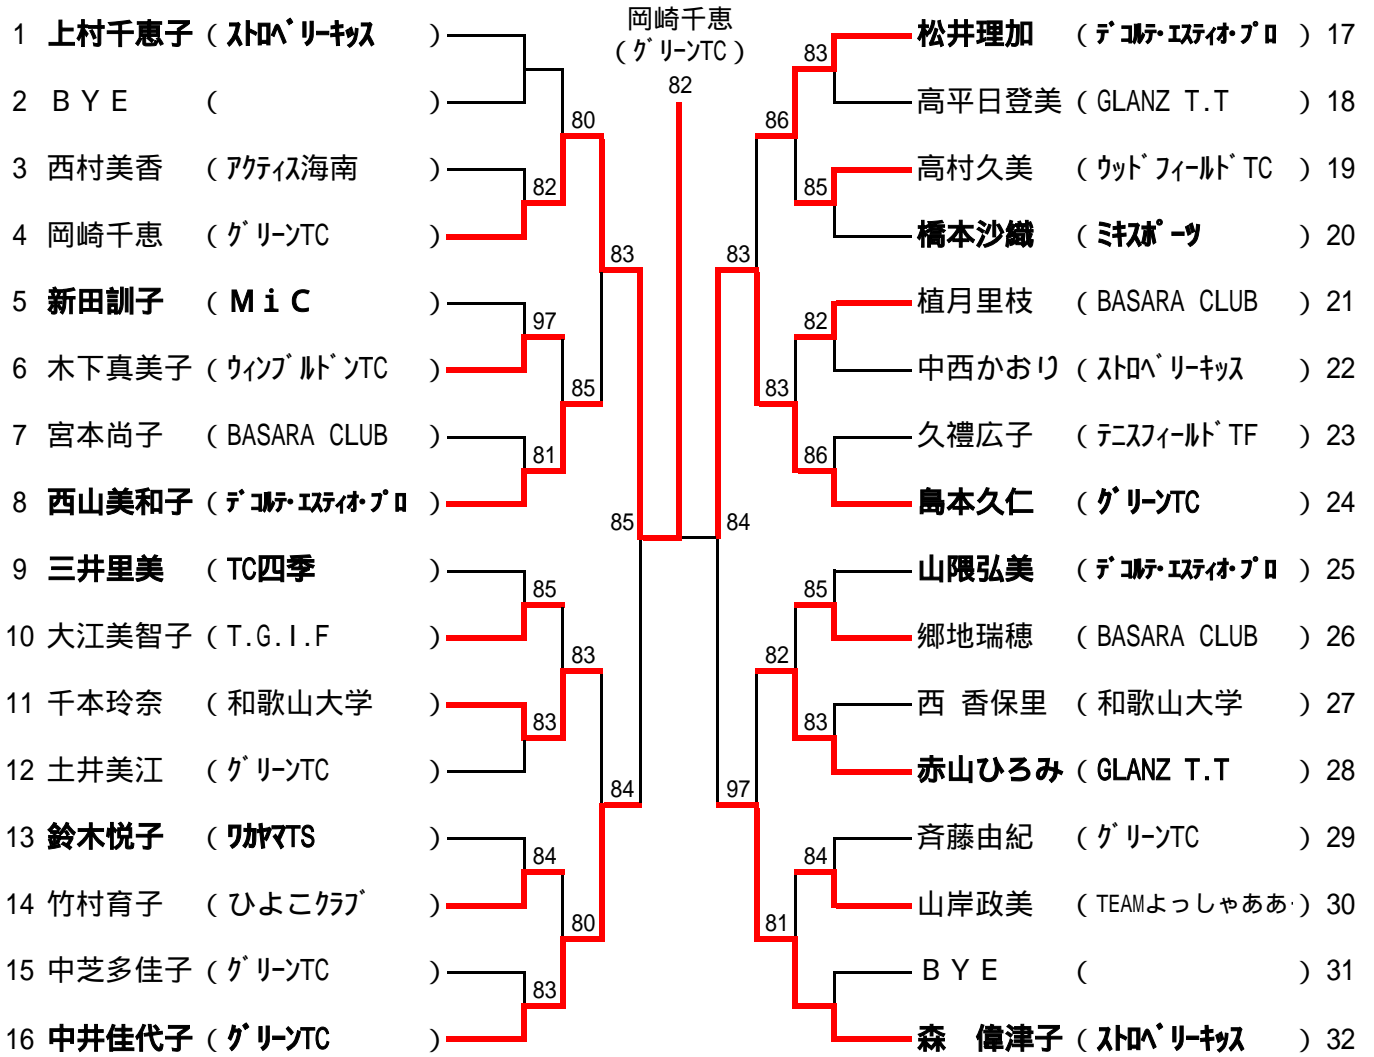 岡崎千恵
(グリーンTC)
82
1 上村千恵子 (ストロベリーキッス )
2 BYE ( )
80
3 西村美香 (アクティス海南 )
82
4 岡崎千恵 (グリーンTC )
83
5 新田訓子 (MiC )
97
6 木下真美子 (ウィンブルドンTC )
85
7 宮本尚子 (BASARA CLUB )
81
8 西山美和子 (デコルテ・エスティオ・プロ )
85
9 三井里美 (TC四季 )
85
10 大江美智子 (T.G.I.F )
83
11 千本玲奈 (和歌山大学 )
83
12 土井美江 (グリーンTC )
84
13 鈴木悦子 (ワカヤマTS )
84
14 竹村育子 (ひよこクラブ )
80
15 中芝多佳子 (グリーンTC )
83
16 中井佳代子 (グリーンTC )
松井理加 (デコルテ・エスティオ・プロ ) 17
83
高平日登美 (GLANZ T.T ) 18
86
高村久美 (ウッドフィールドTC ) 19
85
橋本沙織 (ミキスポーツ ) 20
83
植月里枝 (BASARA CLUB ) 21
82
中西かおり (ストロベリーキッス ) 22
83
久禮広子 (テニスフィールドTF ) 23
86
島本久仁 (グリーンTC ) 24
84
山隈弘美 (デコルテ・エスティオ・プロ ) 25
85
郷地瑞穂 (BASARA CLUB ) 26
82
西 香保里 (和歌山大学 ) 27
83
赤山ひろみ (GLANZ T.T ) 28
97
斉藤由紀 (グリーンTC ) 29
84
山岸政美 (TEAMよっしゃああ ) 30
81
BYE ( ) 31
森 偉津子 (ストロベリーキッス ) 32